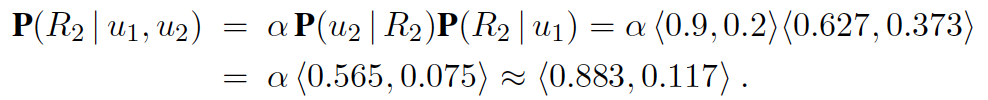 P(R₂ | u₁, u₂) = α P(u₂ | R₂)P(R₂ | u₁) = α ⟨0.9, 0.2⟩⟨0.627, 0.373⟩
= α ⟨0.565, 0.075⟩ ≈ ⟨0.883, 0.117⟩ .